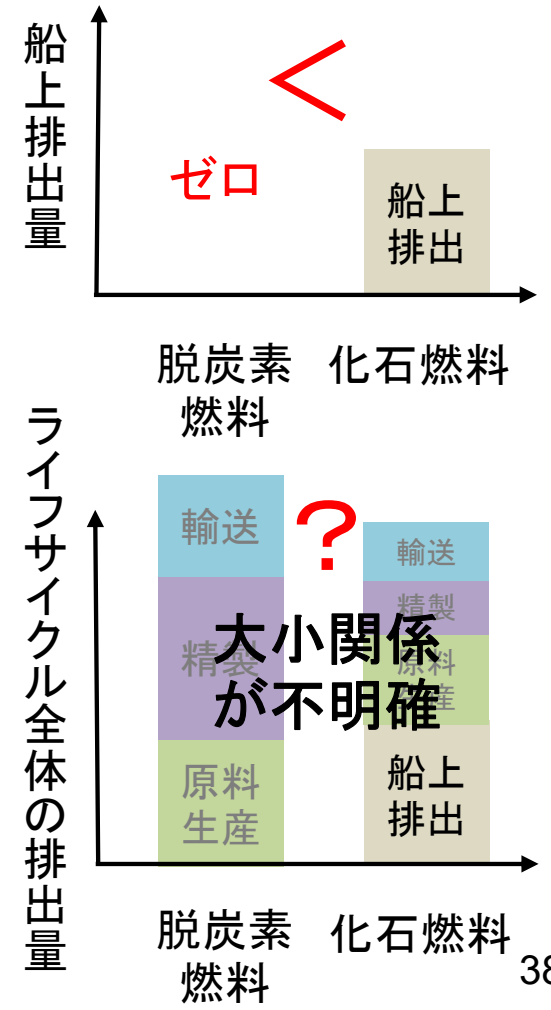 船上排出量
＜
ゼロ
船上
排出
脱炭素
燃料
化石燃料
ライフサイクル全体の排出量
輸送
?
輸送
精製
精製
大小関係
が不明確
原料
生産
原料
生産
船上
排出
脱炭素
燃料
化石燃料
38